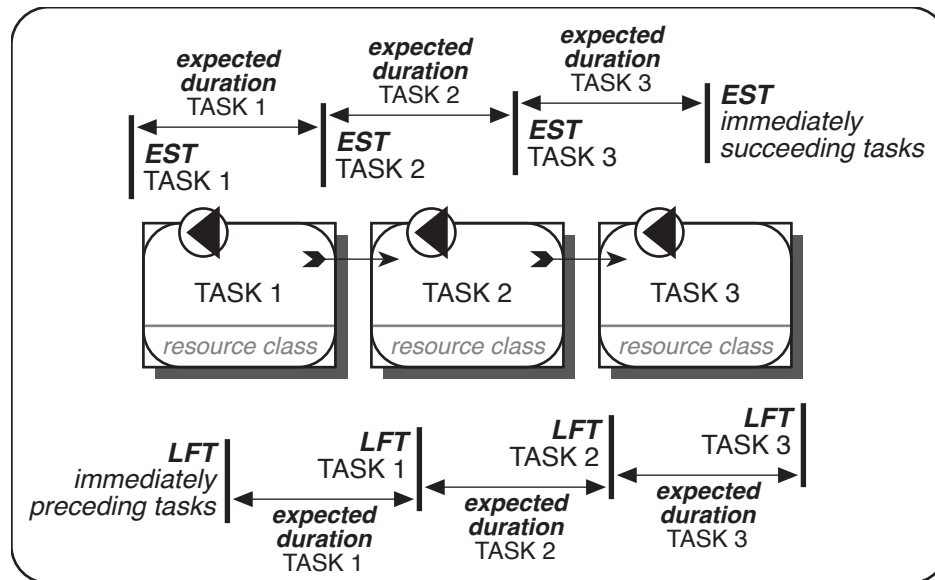 expected
duration
TASK 1
expected
duration
TASK 2
expected
duration
TASK 3
EST
TASK 1
EST
TASK 2
EST
TASK 3
EST
immediately
succeeding tasks
TASK 1
resource class
TASK 2
resource class
TASK 3
resource class
LFT
immediately
preceding tasks
LFT
TASK 1
LFT
TASK 2
LFT
TASK 3
expected
duration
TASK 1
expected
duration
TASK 2
expected
duration
TASK 3